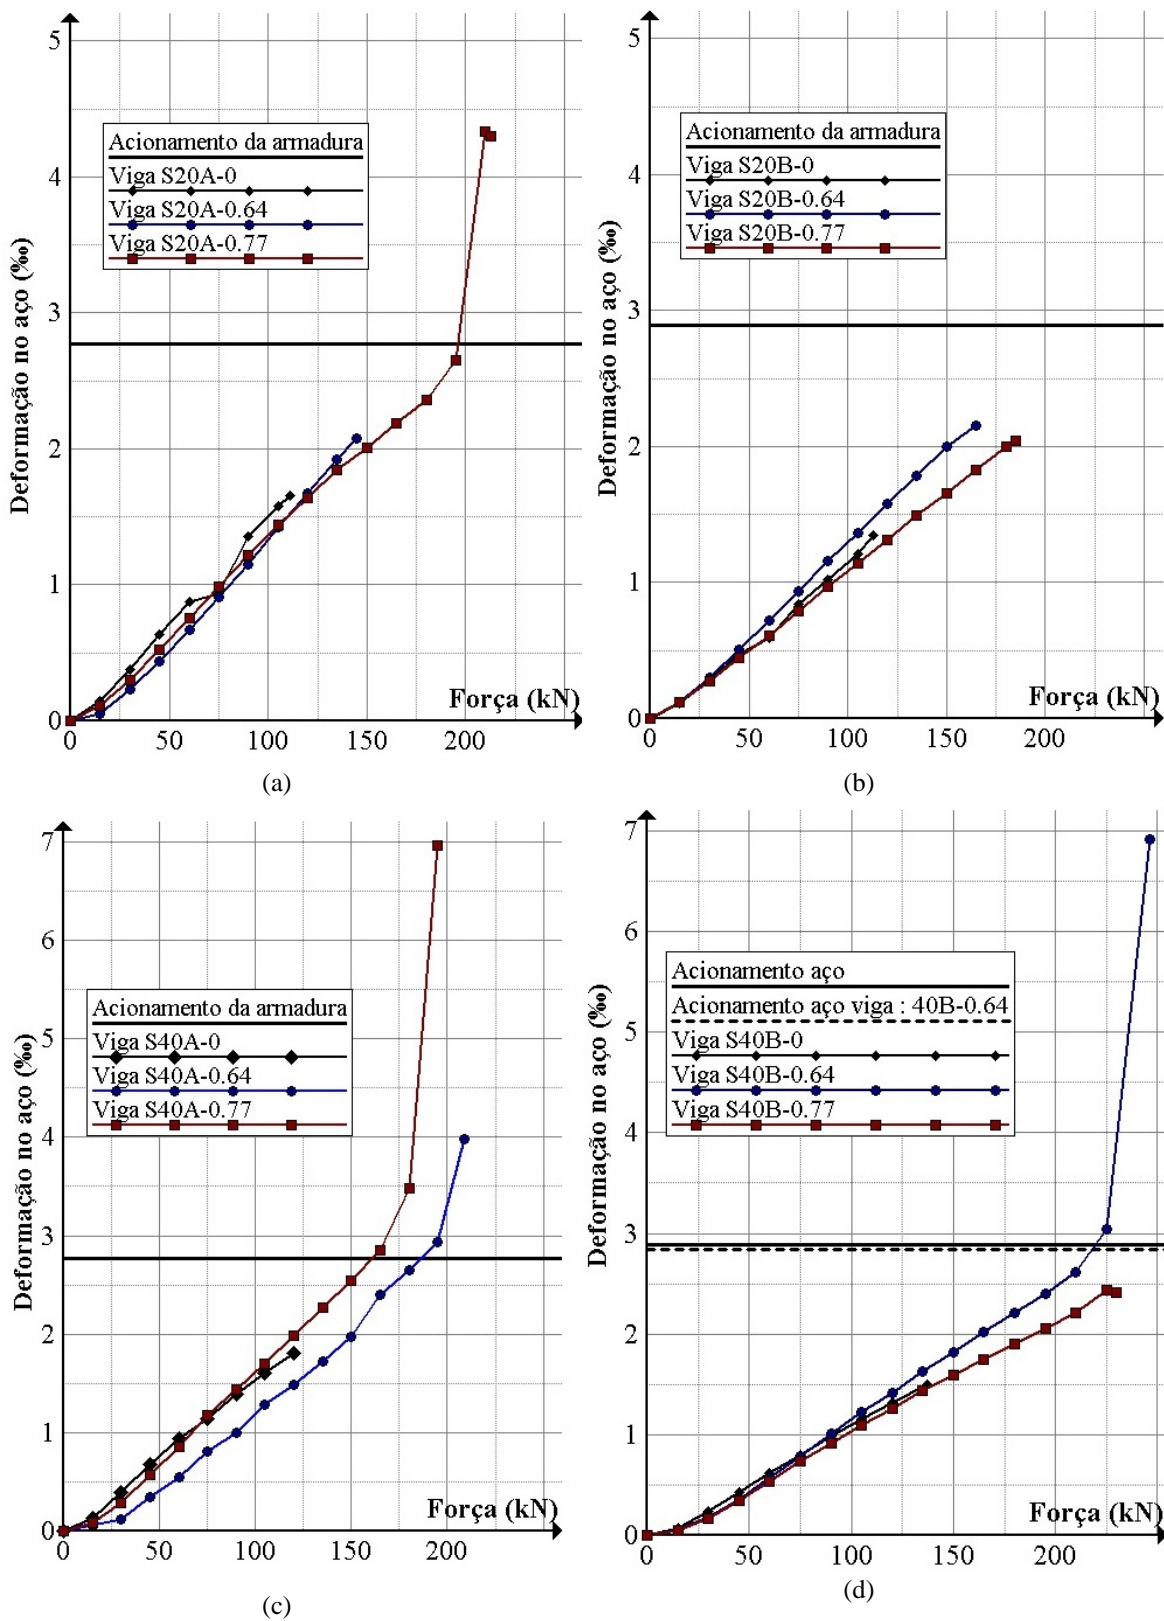 Deformação no aço (‰)
5
4
3
2
1
0
Acionamento da armadura
Viga S20A-0
Viga S20A-0.64
Viga S20A-0.77
Força (kN)
0
50
100
150
200
(a)
Deformação no aço (‰)
5
4
3
2
1
0
Acionamento da armadura
Viga S20B-0
Viga S20B-0.64
Viga S20B-0.77
Força (kN)
0
50
100
150
200
(b)
Deformação no aço (‰)
7
6
5
4
3
2
1
0
Acionamento da armadura
Viga S40A-0
Viga S40A-0.64
Viga S40A-0.77
Força (kN)
0
50
100
150
200
(c)
Deformação no aço (‰)
7
6
5
4
3
2
1
0
Acionamento aço
Acionamento aço viga : 40B-0.64
Viga S40B-0
Viga S40B-0.64
Viga S40B-0.77
Força (kN)
0
50
100
150
200
(d)